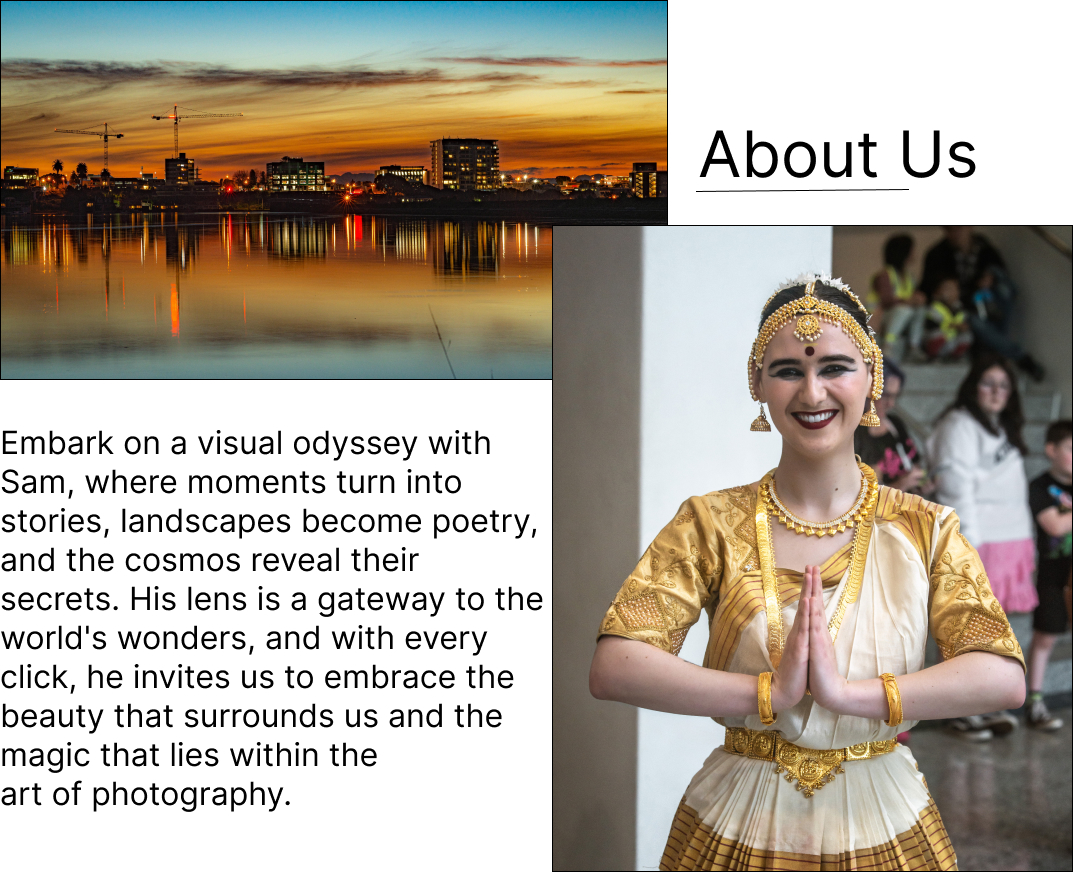 About Us
Embark on a visual odyssey with
Sam, where moments turn into
stories, landscapes become poetry,
and the cosmos reveal their
secrets. His lens is a gateway to the
world's wonders, and with every
click, he invites us to embrace the
beauty that surrounds us and the
magic that lies within the
art of photography.